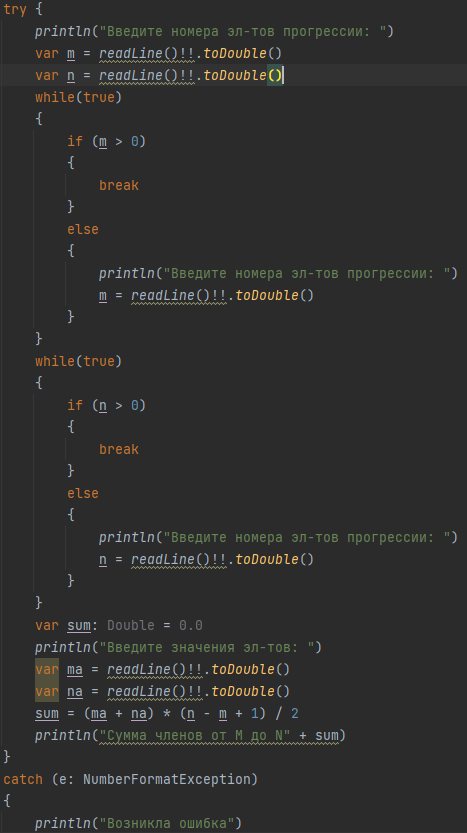 try {
    println("Введите номера эл-тов прогрессии: ")
    var m = readLine()!!.toDouble()
    var n = readLine()!!.toDouble()
    while(true)
    {
        if (m > 0)
        {
            break
        }
        else
        {
            println("Введите номера эл-тов прогрессии: ")
            m = readLine()!!.toDouble()
        }
    }
    while(true)
    {
        if (n > 0)
        {
            break
        }
        else
        {
            println("Введите номера эл-тов прогрессии: ")
            n = readLine()!!.toDouble()
        }
    }
    var sum: Double = 0.0
    println("Введите значения эл-тов: ")
    var ma = readLine()!!.toDouble()
    var na = readLine()!!.toDouble()
    sum = (ma + na) * (n - m + 1) / 2
    println("Сумма членов от M до N" + sum)
}
catch (e: NumberFormatException)
{
    println("Возникла ошибка")